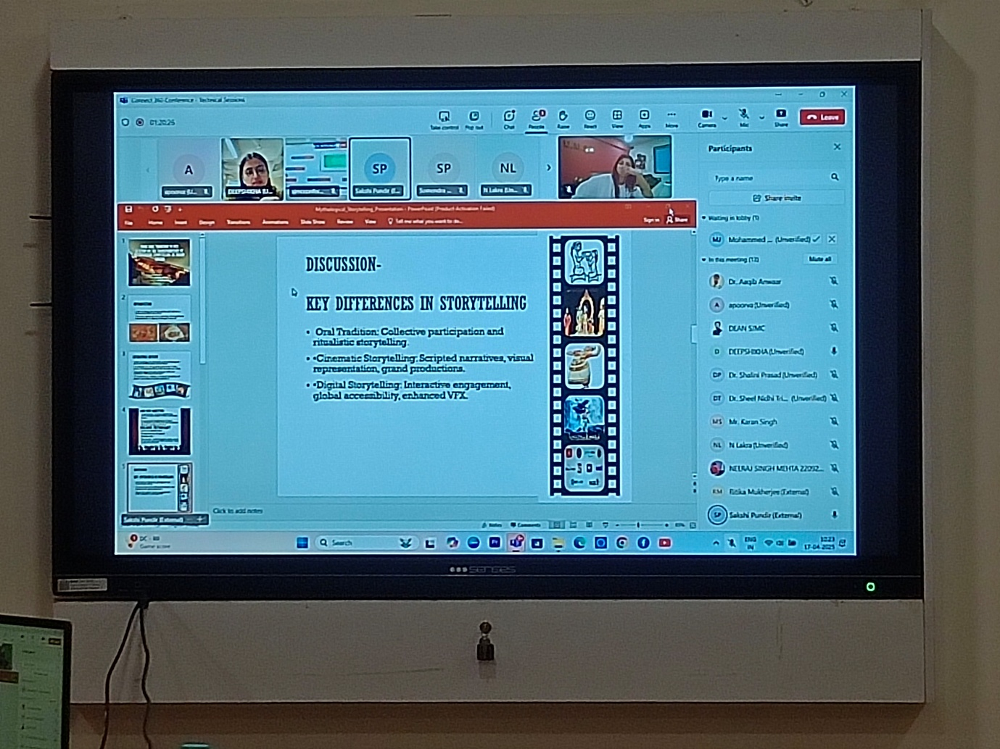 Connect 360 Conference - Technical Sessions
01:20:26
Take control
Pop out
Chat
People
Raise
React
View
Apps
More
Camera
Mic
Share
Leave
A
SP
SP
NL
apoorva (U...
DEEPSHIKHA (U...
Sakshi Pundir (E...
Somendra ...
N Lakra (Un...
Mythological_Storytelling_Presentation - PowerPoint (Product Activation Failed)
File
Home
Insert
Design
Transitions
Animations
Slide Show
Review
View
Tell me what you want to do...
Sign in
Share
1
2
3
4
5
DISCUSSION-
KEY DIFFERENCES IN STORYTELLING
• Oral Tradition: Collective participation and
ritualistic storytelling.
• •Cinematic Storytelling: Scripted narratives, visual
representation, grand productions.
• •Digital Storytelling: Interactive engagement,
global accessibility, enhanced VFX.
Click to add notes
Notes
Comments
Sakshi Pundir (External)
Participants
Type a name
Share invite
Waiting in lobby (1)
MJ Mohammed ... (Unverified)
In this meeting (12)
Mute all
Dr. Aaqib Anwaar
A apoorva (Unverified)
DEAN SJMC
D DEEPSHIKHA (Unverified)
DP Dr. Shalini Prasad (Unverified)
DT Dr. Sheel Nidhi Tri... (Unverified)
MS Mr. Karan Singh
NL N Lakra (Unverified)
NEERAJ SINGH MEHTA 22092...
RM Ritika Mukherjee (External)
SP Sakshi Pundir (External)
Game score
Search
ENG
IN
10:23
17-04-2025
senses